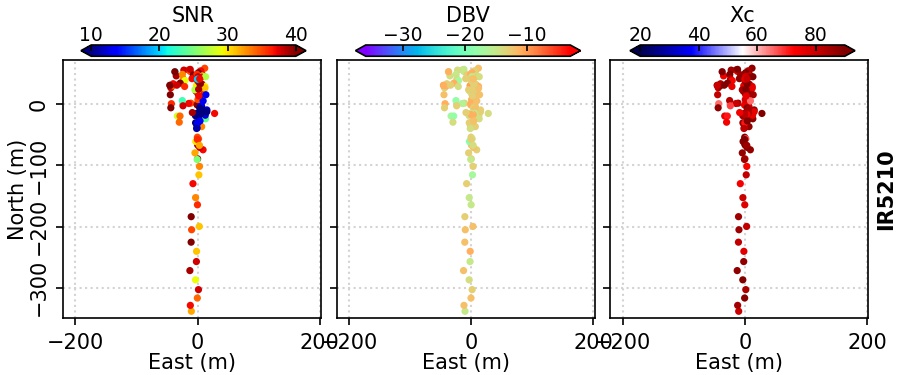 SNR DBV Xc
10 20 30 40 −30 −20 −10 20 40 60 80
North (m)
0
−100
−200
−300
IR5210
−200 0 200 −200 0 200 −200 0 200
East (m) East (m) East (m)